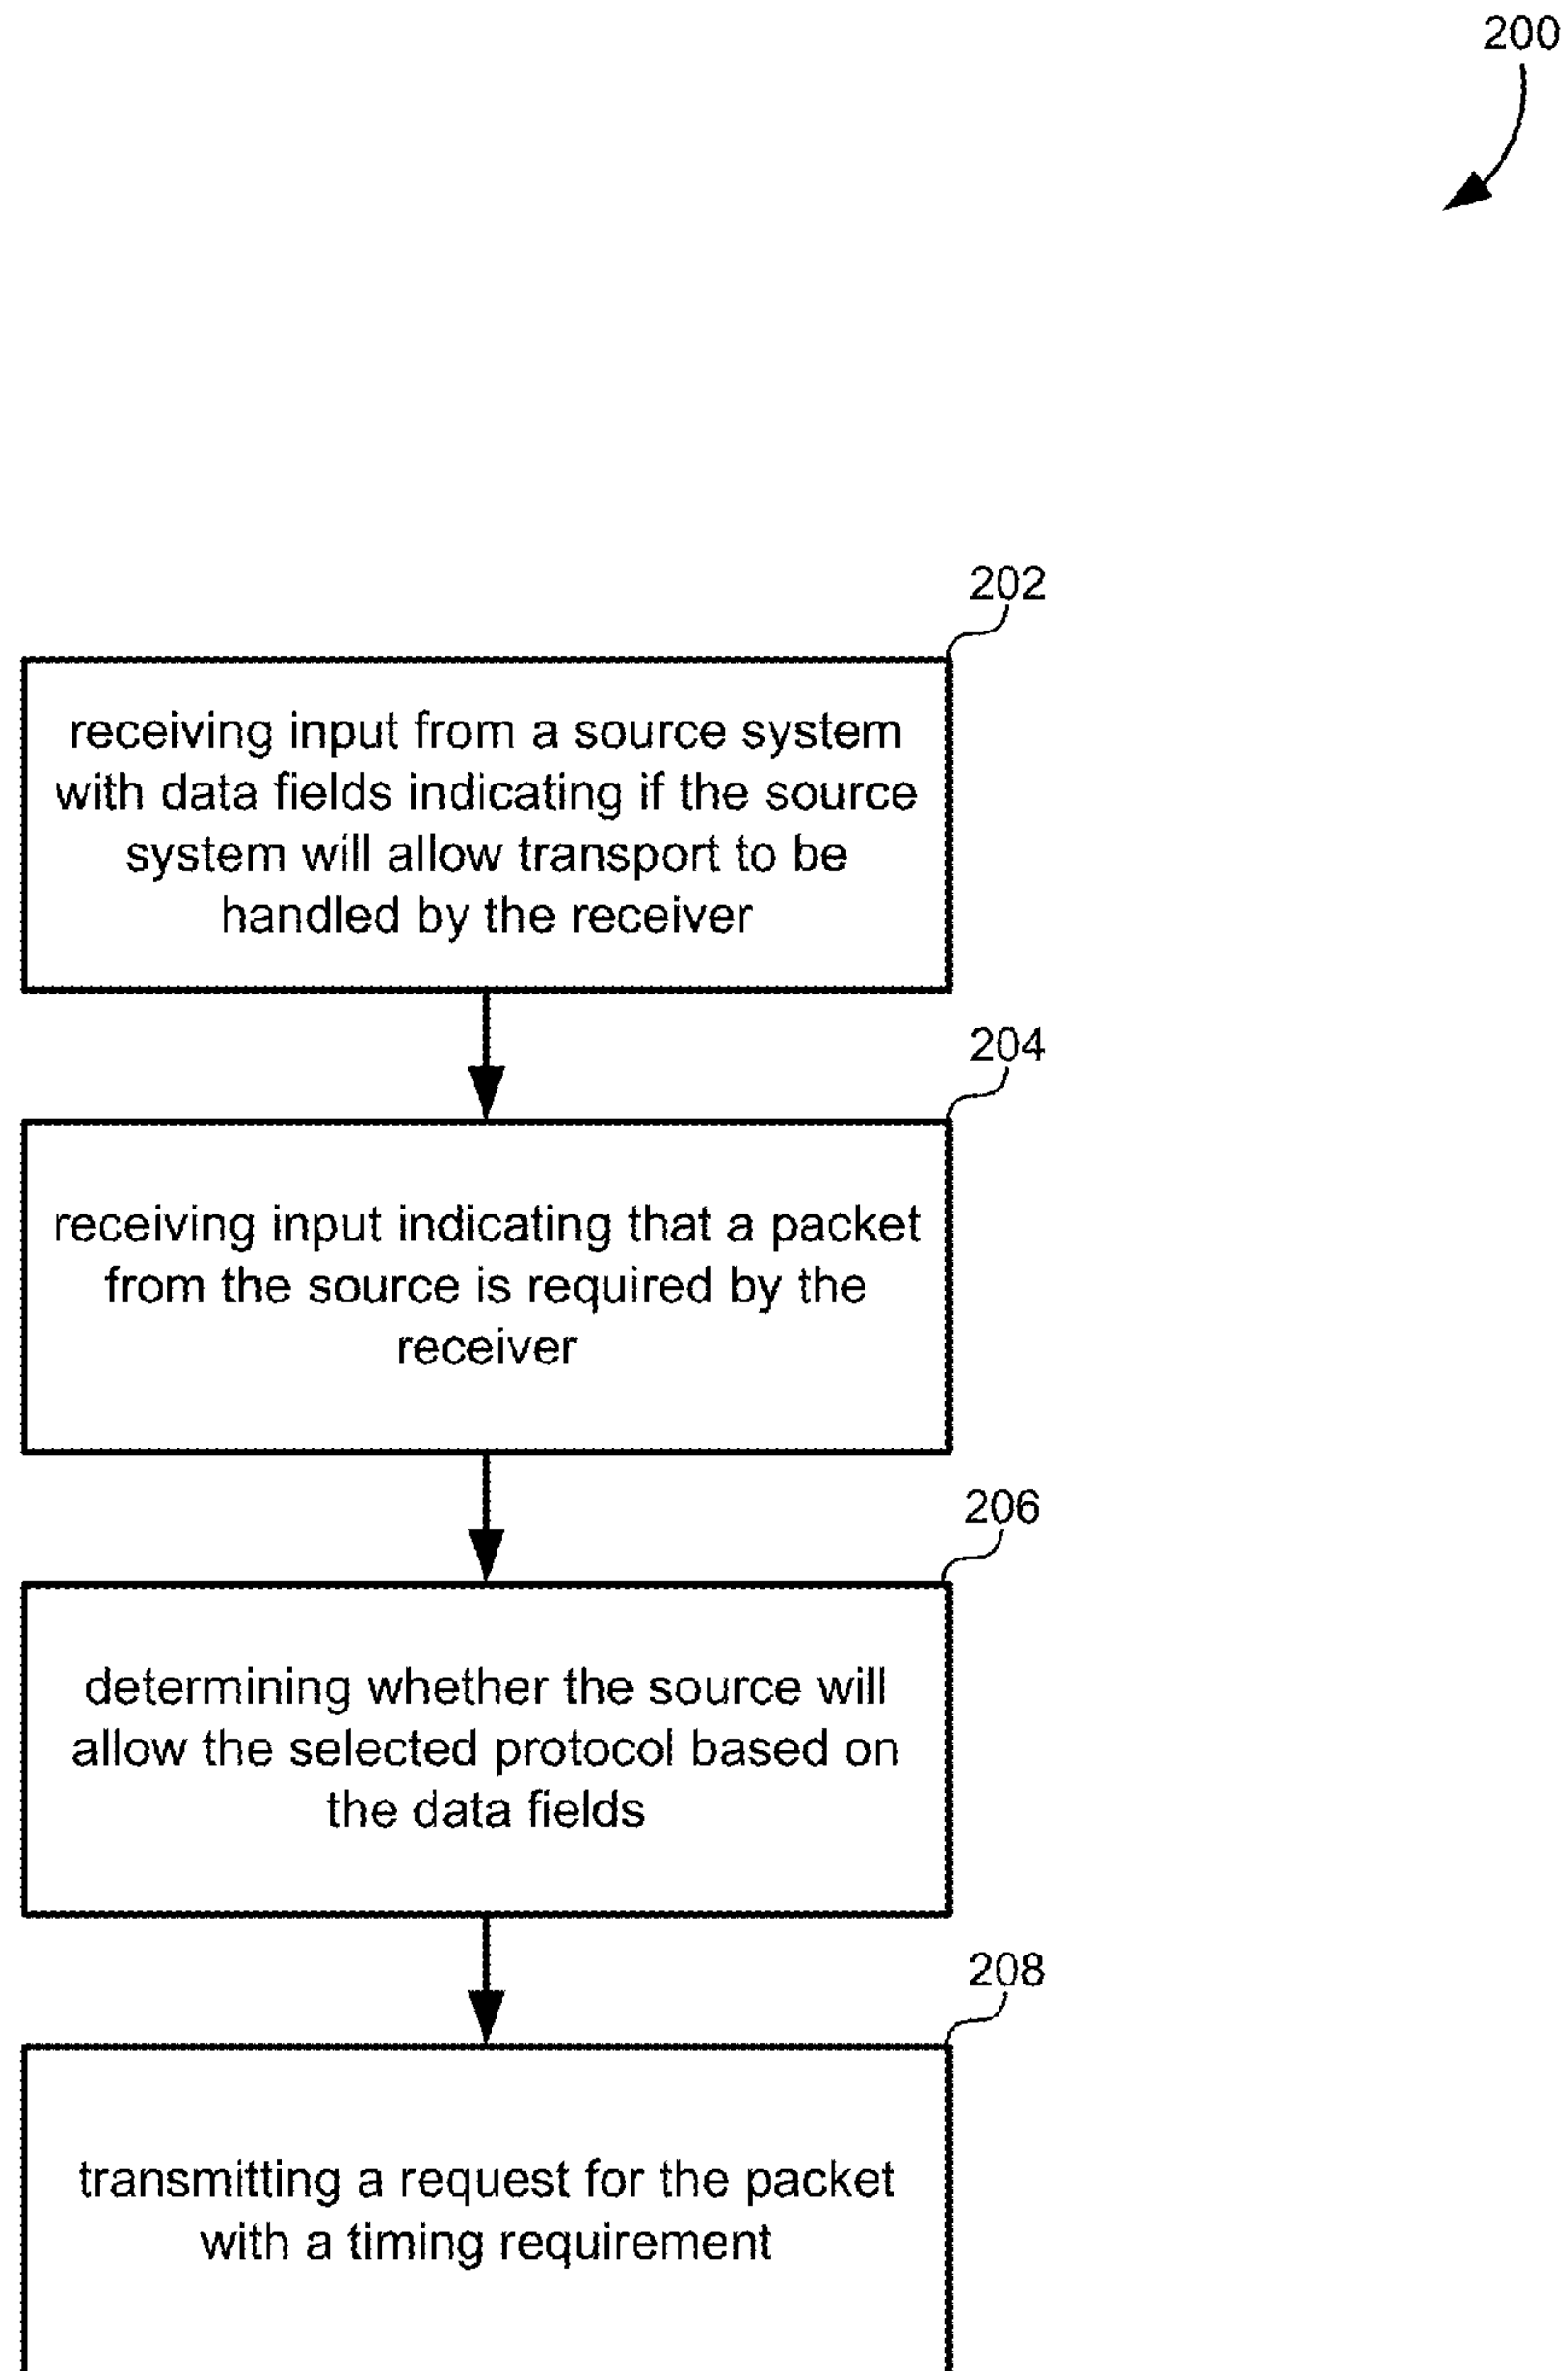 200
202
receiving input from a source system
with data fields indicating if the source
system will allow transport to be
handled by the receiver
204
receiving input indicating that a packet
from the source is required by the
receiver
206
determining whether the source will
allow the selected protocol based on
the data fields
208
transmitting a request for the packet
with a timing requirement